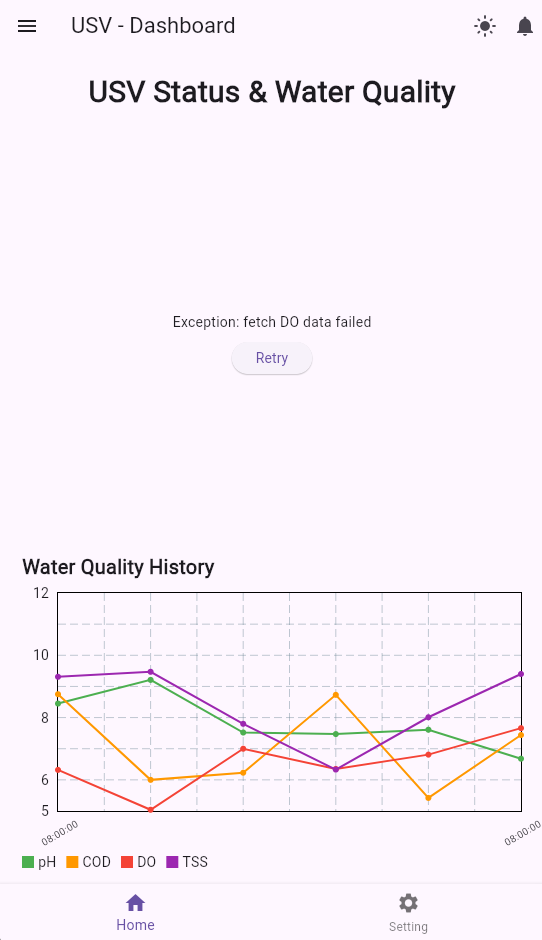 USV - Dashboard
USV Status & Water Quality
Exception: fetch DO data failed
Retry
Water Quality History
12
10
8
6
5
08:00:00 08:00:00
pH COD DO TSS
Home Setting